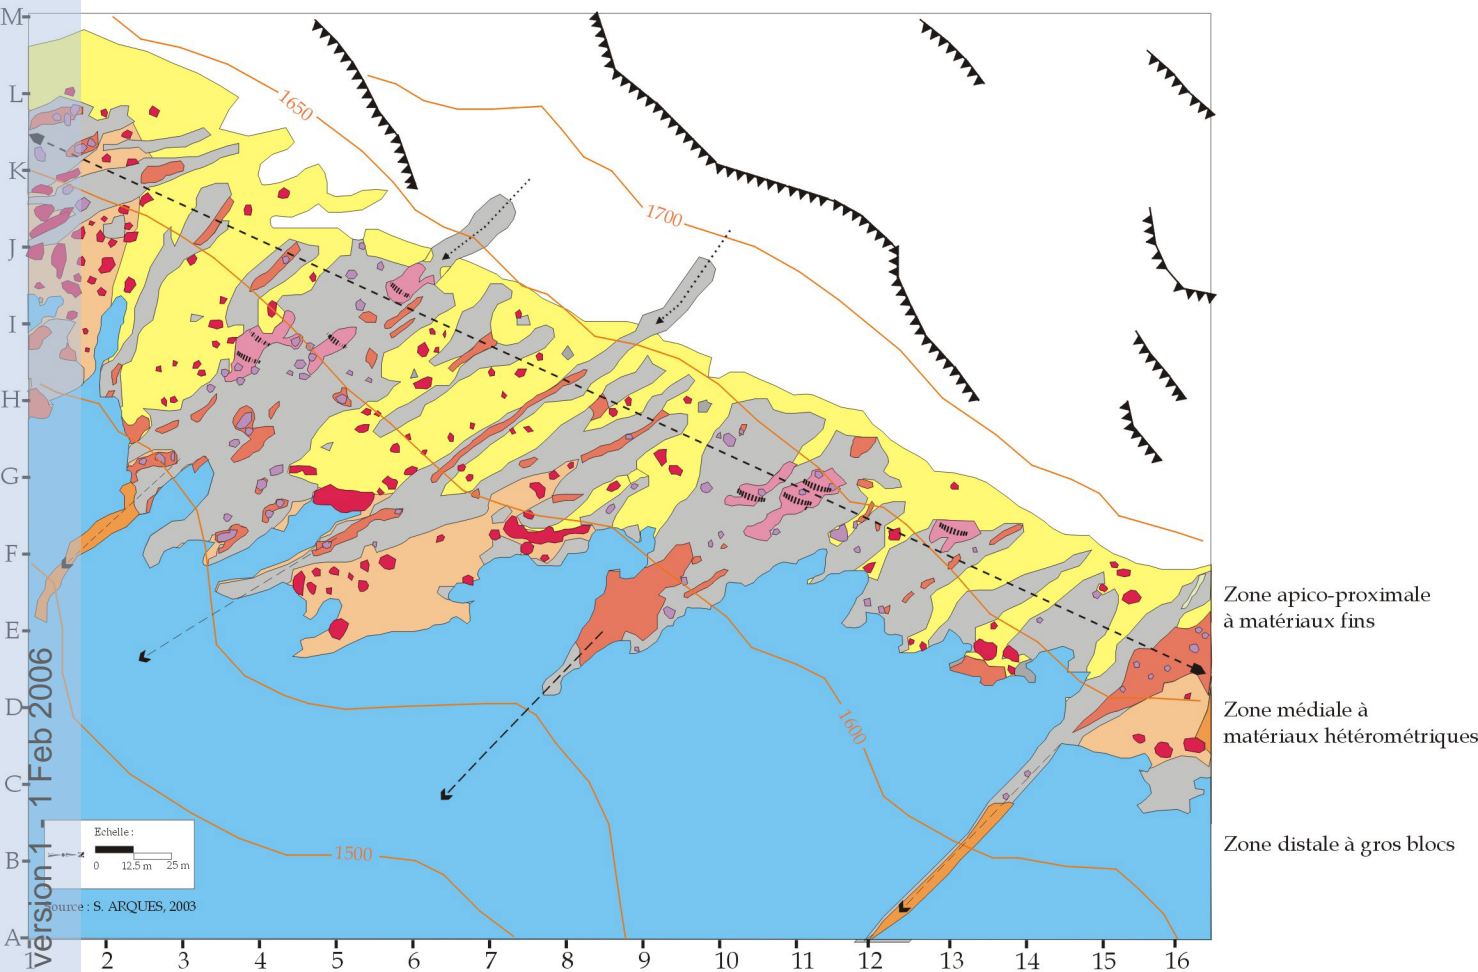 M
L
K
J
I
H
G
F
E
D
C
B
A
1650
1700
1600
1500
Zone apico-proximale
à matériaux fins
Zone médiale à
matériaux hétérométriques
Zone distale à gros blocs
Echelle :
0 12.5 m 25 m
source : S. ARQUES, 2003
version 1 - 1 Feb 2006
1 2 3 4 5 6 7 8 9 10 11 12 13 14 15 16